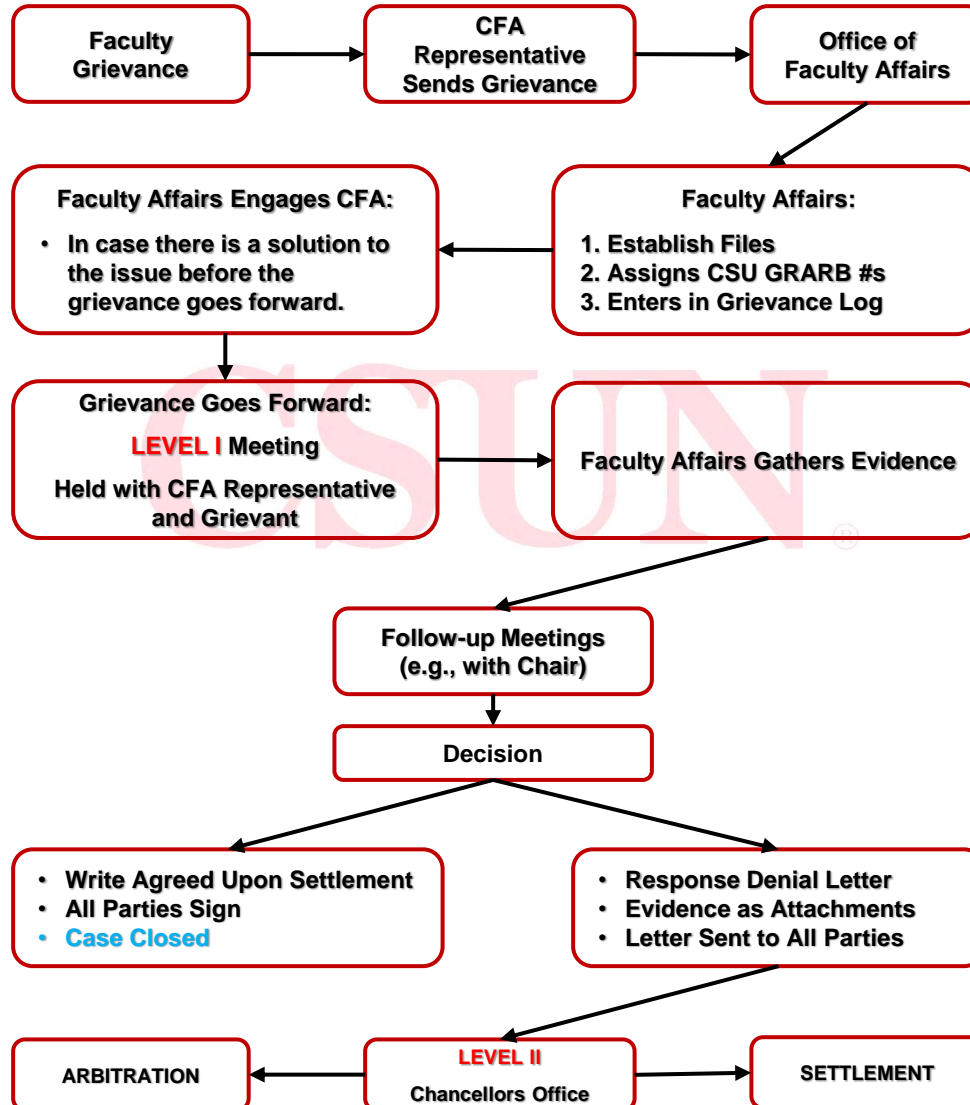 Faculty
Grievance
CFA
Representative
Sends Grievance
Office of
Faculty Affairs
Faculty Affairs Engages CFA:
• In case there is a solution to
the issue before the
grievance goes forward.
Faculty Affairs:
1. Establish Files
2. Assigns CSU GRARB #s
3. Enters in Grievance Log
Grievance Goes Forward:
LEVEL I Meeting
Held with CFA Representative
and Grievant
Faculty Affairs Gathers Evidence
CSUN®
Follow-up Meetings
(e.g., with Chair)
Decision
• Write Agreed Upon Settlement
• All Parties Sign
• Case Closed
• Response Denial Letter
• Evidence as Attachments
• Letter Sent to All Parties
ARBITRATION
LEVEL II
Chancellors Office
SETTLEMENT